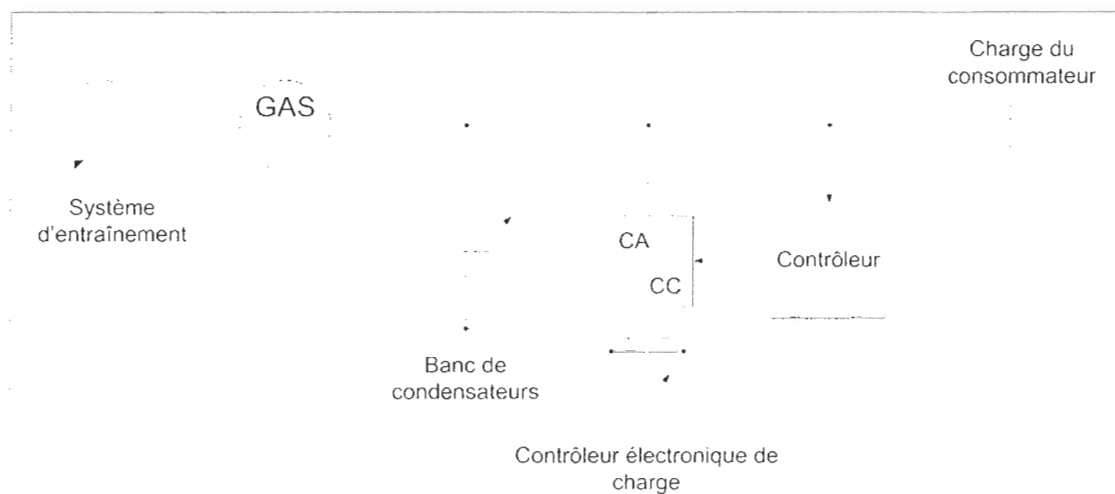 Charge du
consommateur
GAS
Système
d'entraînement
CA
CC
Contrôleur
Banc de
condensateurs
Contrôleur électronique de
charge